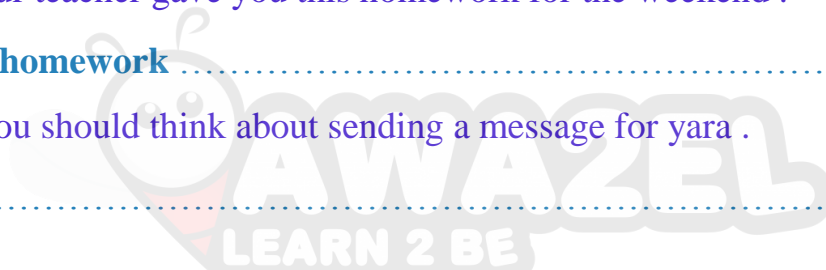 ur teacher gave you this homework for the weekend .
homework ................................................................
ou should think about sending a message for yara .
................................................................................
AWA2EL
LEARN 2 BE